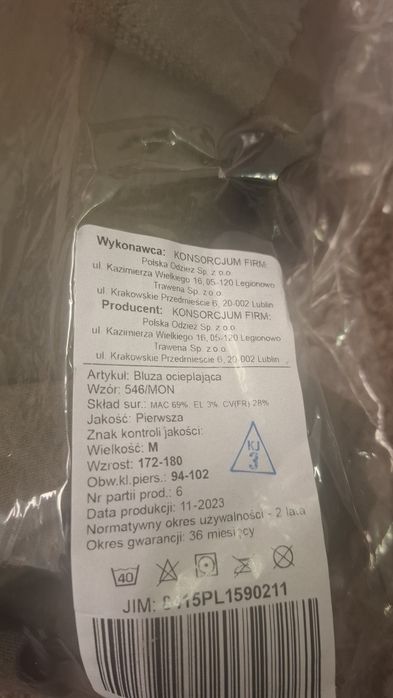 Wykonawca: KONSORCJUM FIRM:
Polska Odzież Sp. z o.o.
ul. Kazimierza Wielkiego 16, 05-120 Legionowo
Trawena Sp. z o.o.
ul. Krakowskie Przedmieście 6, 20-002 Lublin
Producent: KONSORCJUM FIRM:
Polska Odzież Sp. z o.o.
ul. Kazimierza Wielkiego 16, 05-120 Legionowo
Trawena Sp. z o.o.
ul. Krakowskie Przedmieście 6, 20-002 Lublin
Artykuł: Bluza ocieplająca
Wzór: 546/MON
Skład sur.: MAC 69%, EL 3%, CV(FR) 28%
Jakość: Pierwsza
Znak kontroli jakości:
KJ
3
Wielkość: M
Wzrost: 172-180
Obw.kl.piers.: 94-102
Nr partii prod.: 6
Data produkcji: 11-2023
Normatywny okres używalności - 2 lata
Okres gwarancji: 36 miesięcy
40
JIM: 8415PL1590211